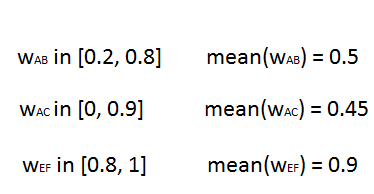 wAB in [0.2, 0.8] mean(wAB) = 0.5
wAC in [0, 0.9] mean(wAC) = 0.45
wEF in [0.8, 1] mean(wEF) = 0.9